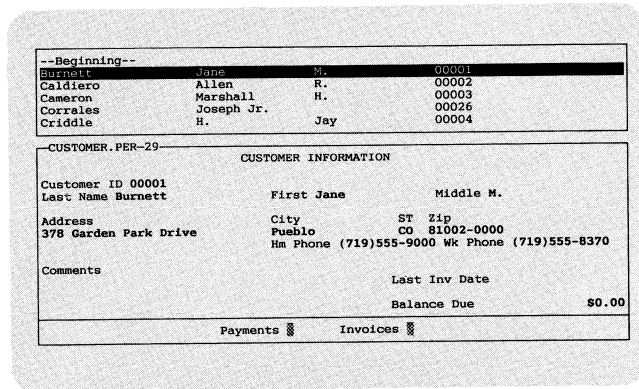 --Beginning--
Burnett Jane M. 00001
Caldiero Allen R. 00002
Cameron Marshall H. 00003
Corrales Joseph Jr. 00026
Criddle H. Jay 00004
CUSTOMER.PER—29
CUSTOMER INFORMATION
Customer ID 00001
Last Name Burnett First Jane Middle M.
Address City ST Zip
378 Garden Park Drive Pueblo CO 81002-0000
Hm Phone (719)555-9000 Wk Phone (719)555-8370
Comments
Last Inv Date
Balance Due $0.00
Payments Invoices